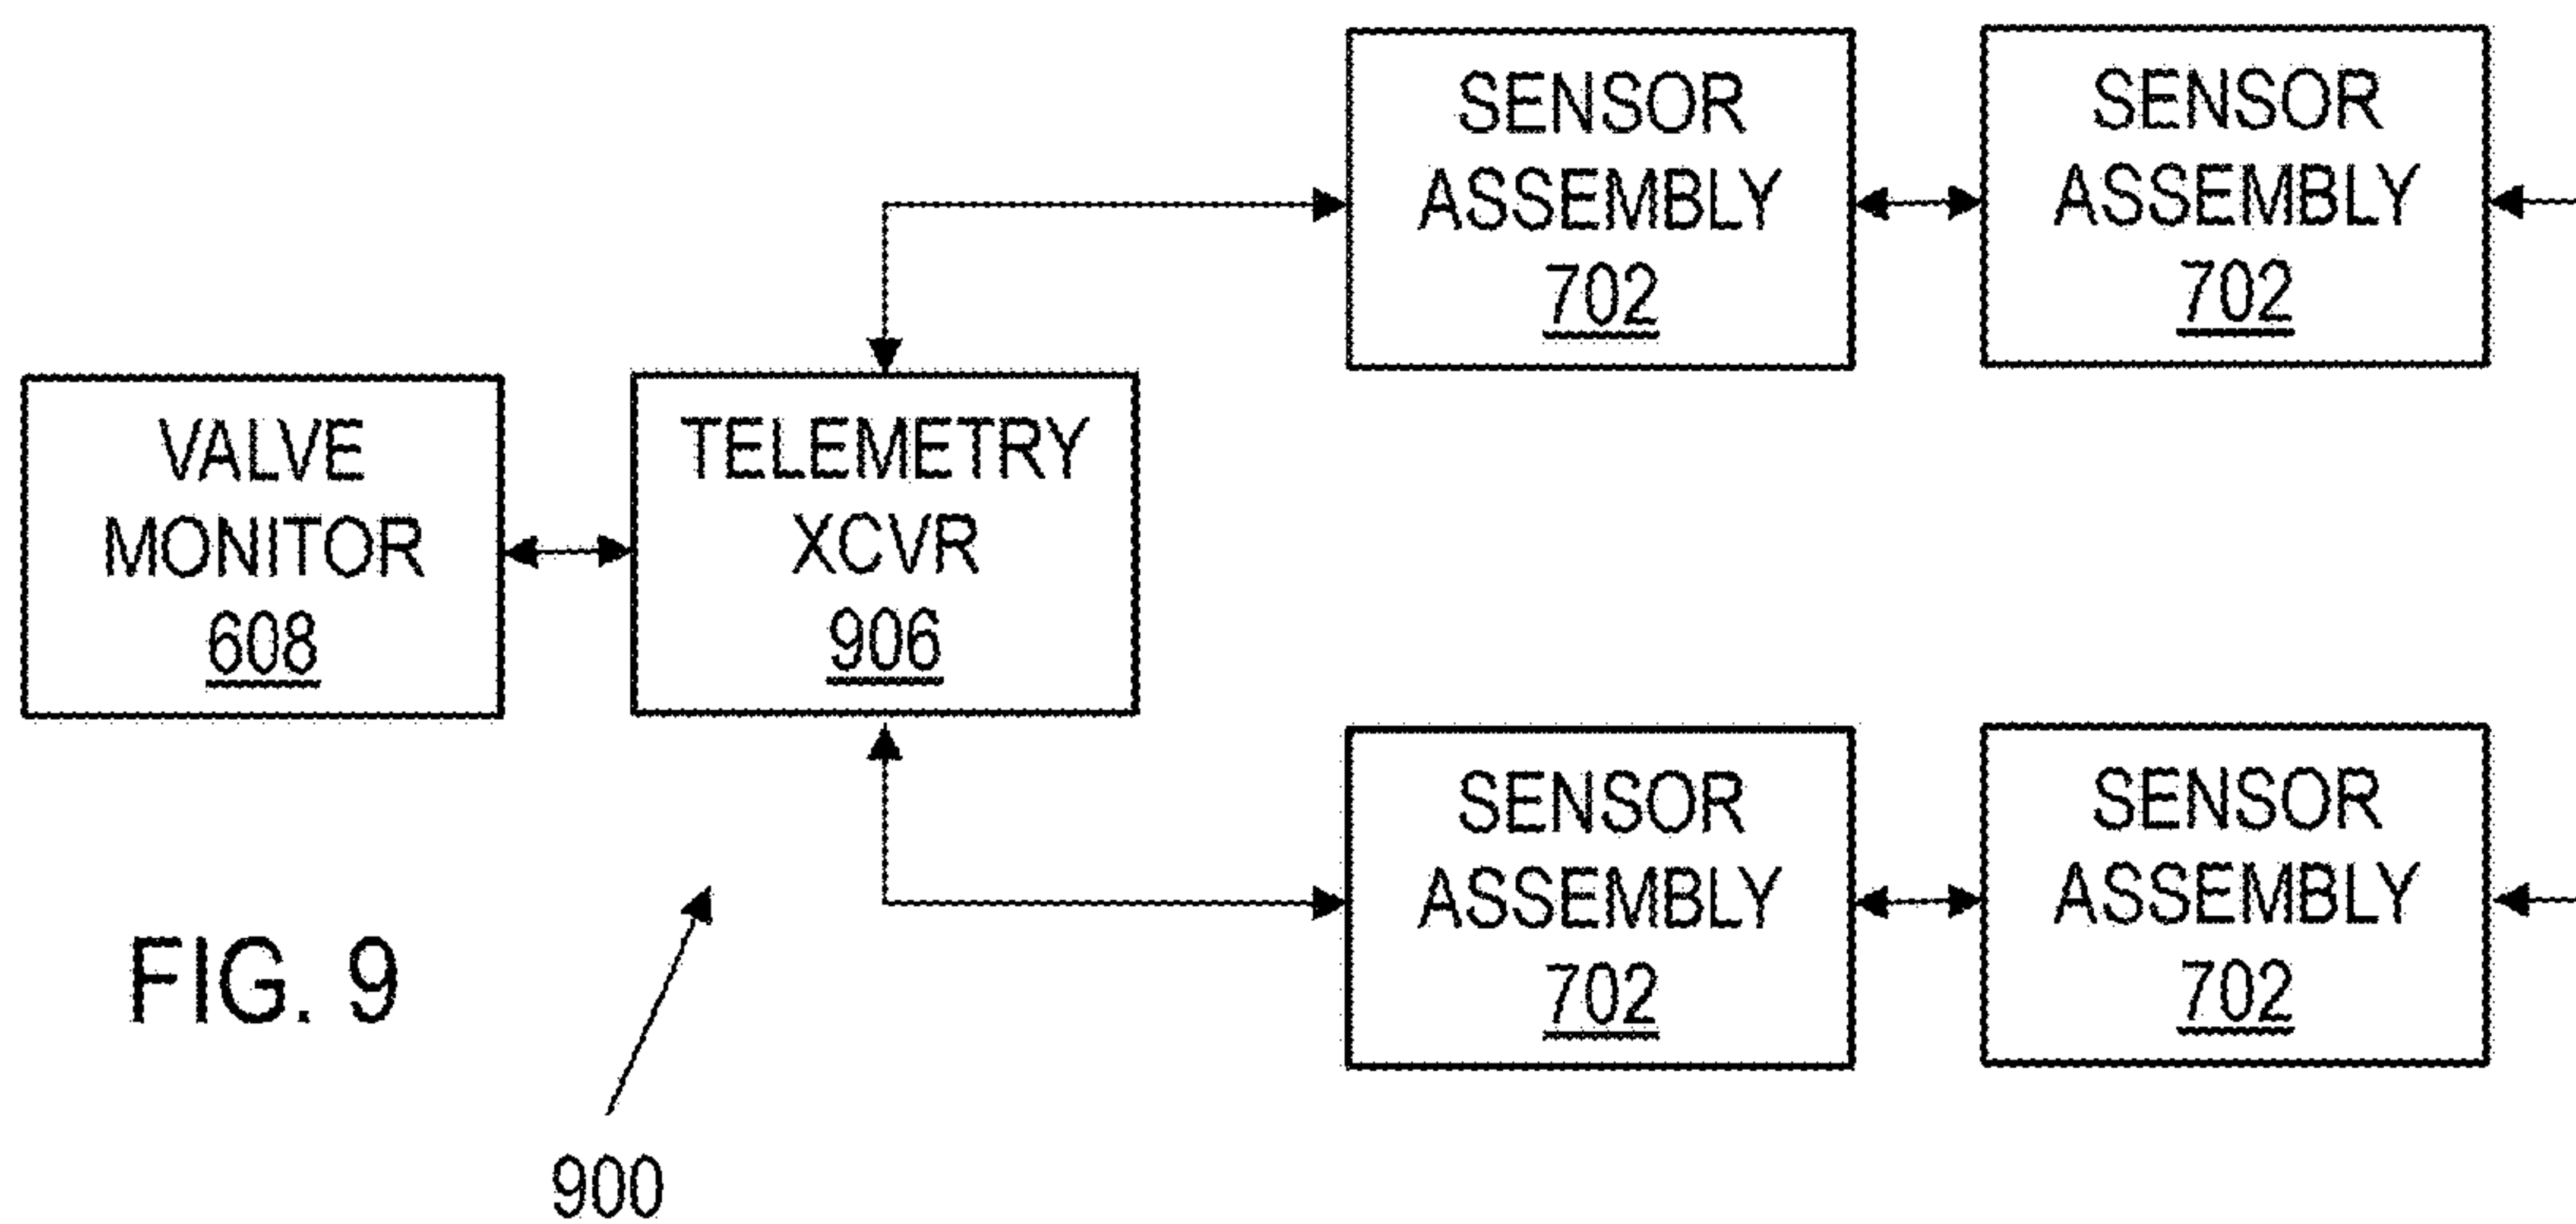 SENSOR
ASSEMBLY
702
SENSOR
ASSEMBLY
702
VALVE
MONITOR
608
TELEMETRY
XCVR
906
SENSOR
ASSEMBLY
702
SENSOR
ASSEMBLY
702
FIG. 9
900